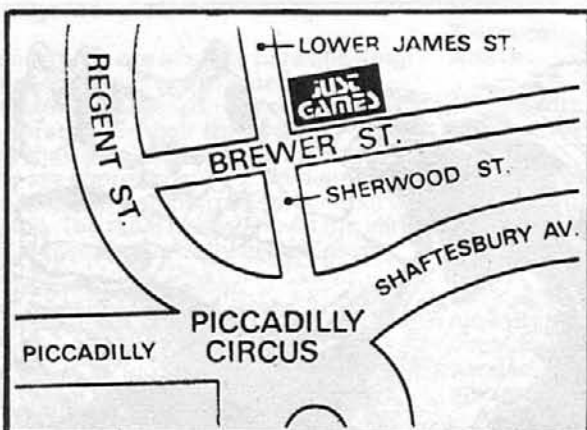 LOWER JAMES ST.
JUST
GAMES
REGENT ST.
BREWER ST.
SHERWOOD ST.
SHAFTESBURY AV.
PICCADILLY
CIRCUS
PICCADILLY